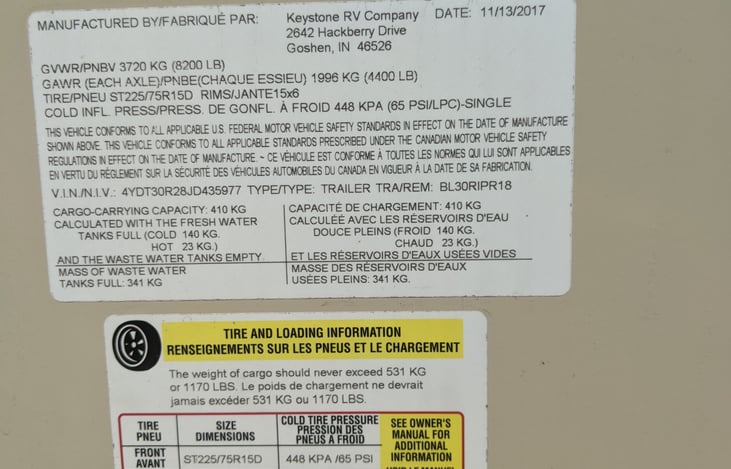 MANUFACTURED BY/FABRIQUÉ PAR: Keystone RV Company DATE: 11/13/2017
2642 Hackberry Drive
Goshen, IN 46526
GVWR/PNBV 3720 KG (8200 LB)
GAWR (EACH AXLE)/PNBE(CHAQUE ESSIEU) 1996 KG (4400 LB)
TIRE/PNEU ST225/75R15D RIMS/JANTE15x6
COLD INFL. PRESS/PRESS. DE GONFL. À FROID 448 KPA (65 PSI/LPC)-SINGLE
THIS VEHICLE CONFORMS TO ALL APPLICABLE U.S. FEDERAL MOTOR VEHICLE SAFETY STANDARDS IN EFFECT ON THE DATE OF MANUFACTURE
SHOWN ABOVE. THIS VEHICLE CONFORMS TO ALL APPLICABLE STANDARDS PRESCRIBED UNDER THE CANADIAN MOTOR VEHICLE SAFETY
REGULATIONS IN EFFECT ON THE DATE OF MANUFACTURE. ~ CE VÉHICULE EST CONFORME À TOUTES LES NORMES QUI LUI SONT APPLICABLES
EN VERTU DU RÉGLEMENT SUR LA SÉCURITÉ DES VÉHICULES AUTOMOBILES DU CANADA EN VIGUEUR À LA DATE DE SA FABRICATION.
V.I.N./N.I.V.: 4YDT30R28JD435977 TYPE/TYPE: TRAILER TRA/REM: BL30RIPR18
CARGO-CARRYING CAPACITY: 410 KG
CALCULATED WITH THE FRESH WATER
TANKS FULL (COLD 140 KG.
HOT 23 KG.)
AND THE WASTE WATER TANKS EMPTY
MASS OF WASTE WATER
TANKS FULL: 341 KG
CAPACITÉ DE CHARGEMENT: 410 KG
CALCULÉE AVEC LES RÉSERVOIRS D'EAU
DOUCE PLEINS (FROID 140 KG.
CHAUD 23 KG.)
ET LES RÉSERVOIRS D'EAUX USÉES VIDES
MASSE DES RÉSERVOIRS D'EAUX
USÉES PLEINS: 341 KG.
TIRE AND LOADING INFORMATION
RENSEIGNEMENTS SUR LES PNEUS ET LE CHARGEMENT
The weight of cargo should never exceed 531 KG
or 1170 LBS. Le poids de chargement ne devrait
jamais excéder 531 KG ou 1170 LBS.
TIRE
PNEU
SIZE
DIMENSIONS
COLD TIRE PRESSURE
PRESSION DES
PNEUS À FROID
SEE OWNER'S
MANUAL FOR
ADDITIONAL
INFORMATION
FRONT
AVANT
ST225/75R15D
448 KPA /65 PSI